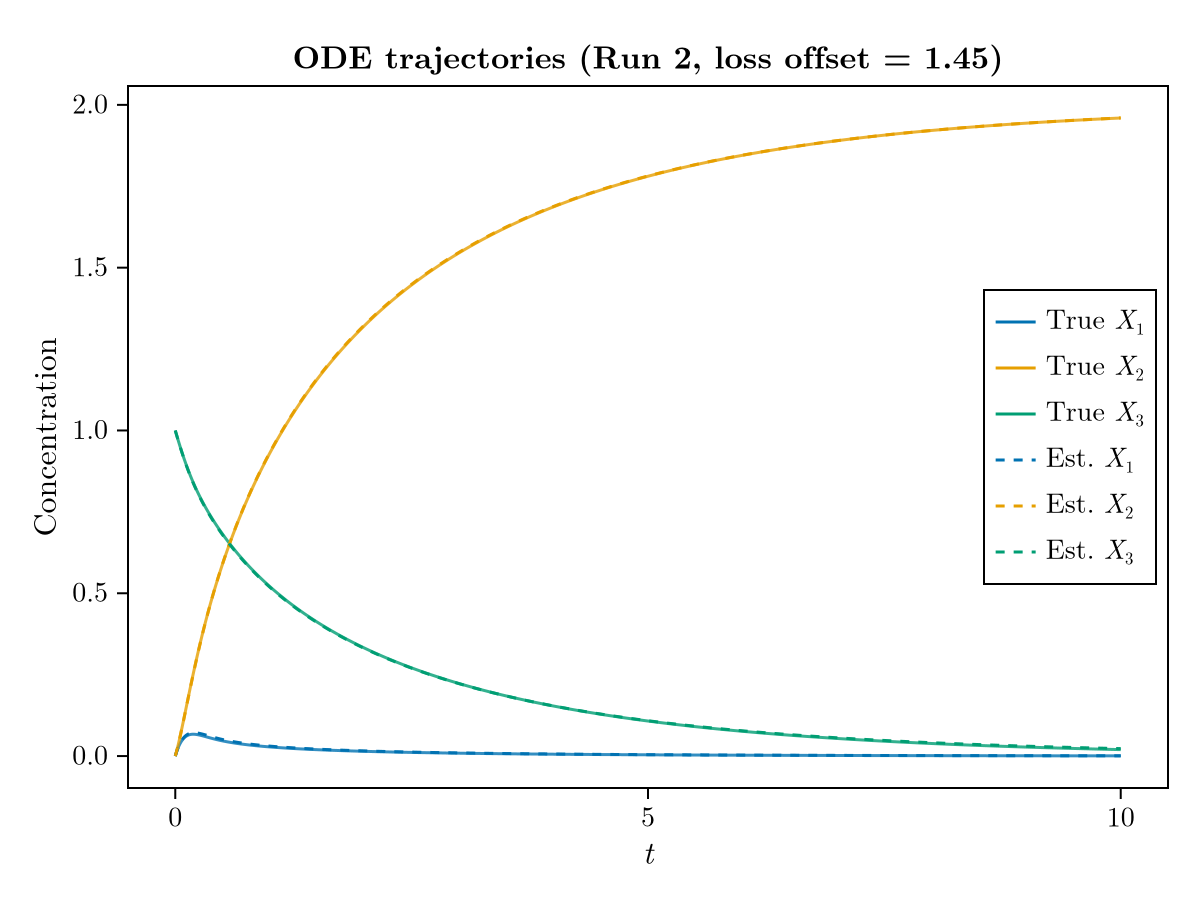 ODE trajectories (Run 2, loss offset = 1.45)
2.0
1.5
1.0
0.5
0.0
Concentration
True X₁
True X₂
True X₃
Est. X₁
Est. X₂
Est. X₃
0
5
10
t